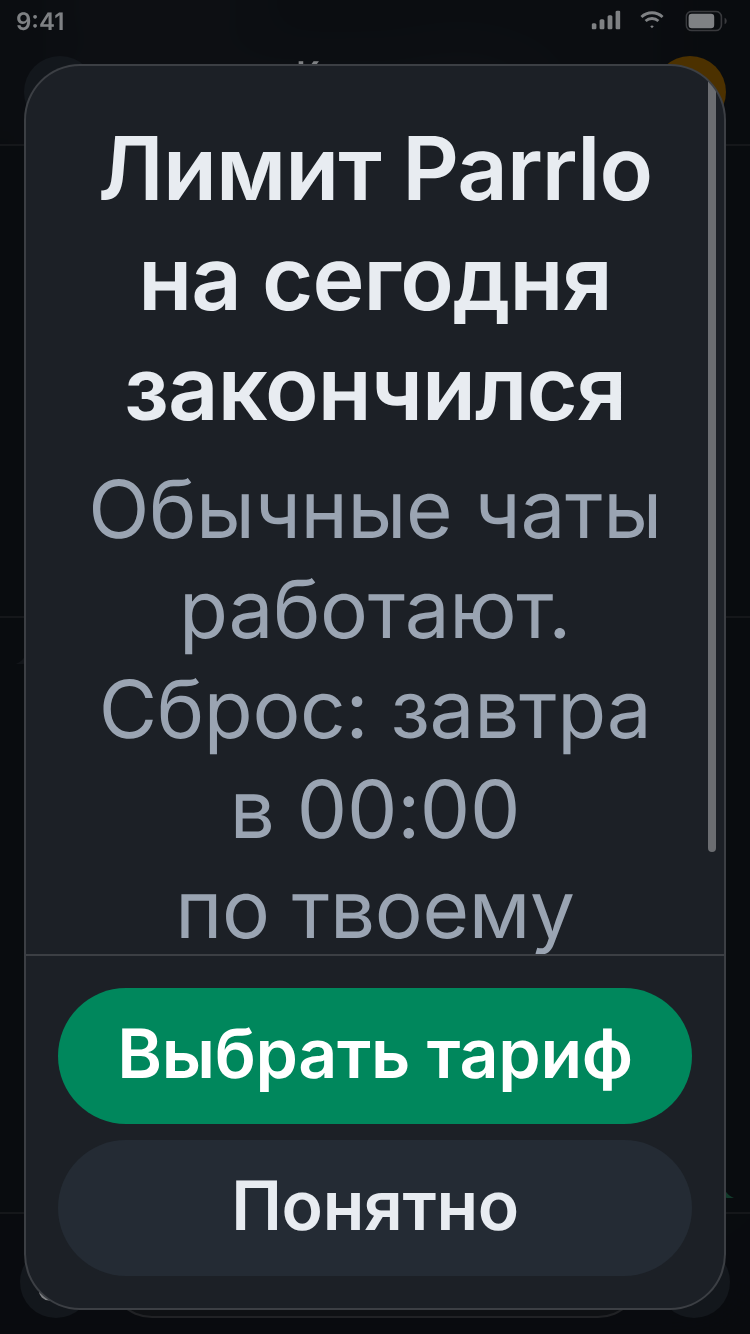 9:41
Лимит Parrlo
на сегодня
закончился
Обычные чаты
работают.
Сброс: завтра
в 00:00
по твоему
Выбрать тариф
Понятно